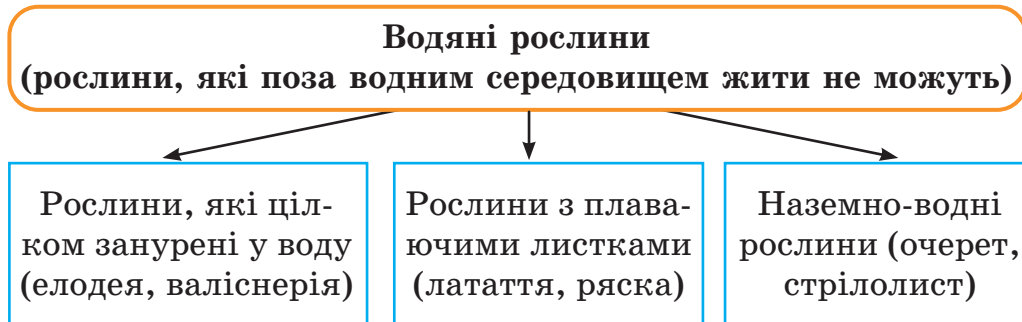 Водяні рослини
(рослини, які поза водним середовищем жити не можуть)
Рослини, які ціл-
ком занурені у воду
(елодея, валіснерія)
Рослини з плава-
ючими листками
(латаття, ряска)
Наземно-водні
рослини (очерет,
стрілолист)